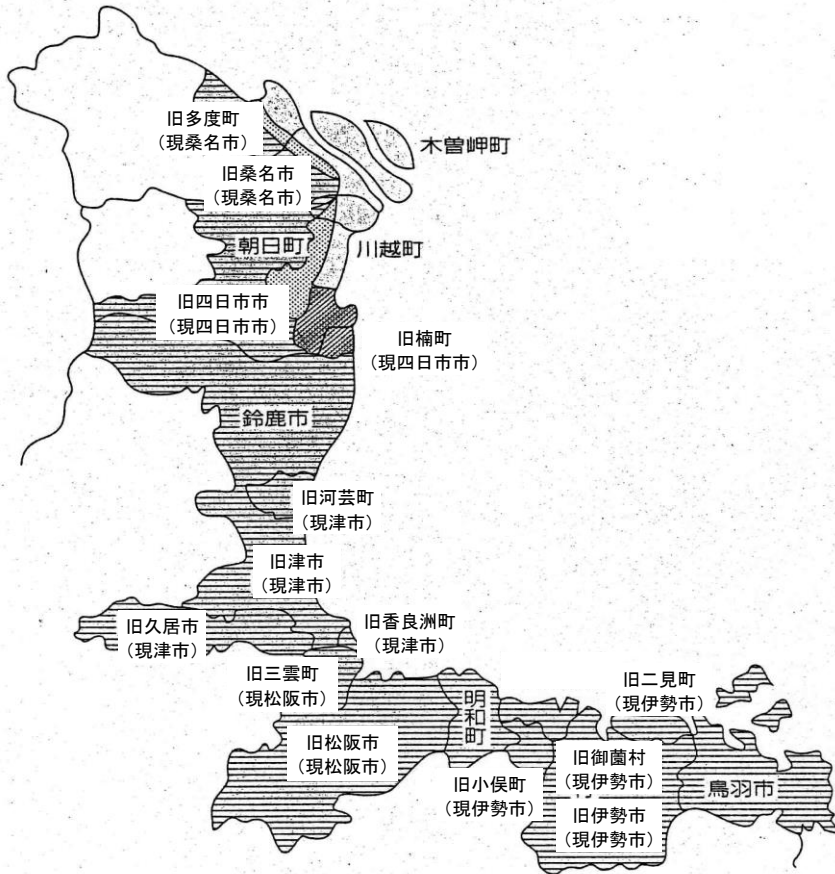 旧多度町
（現桑名市）
木曽岬町
旧桑名市
（現桑名市）
朝日町
川越町
旧四日市市
（現四日市市）
旧楠町
（現四日市市）
鈴鹿市
旧河芸町
（現津市）
旧津市
（現津市）
旧久居市
（現津市）
旧香良洲町
（現津市）
旧三雲町
（現松阪市）
旧二見町
（現伊勢市）
明和町
旧松阪市
（現松阪市）
旧御薗村
（現伊勢市）
旧小俣町
（現伊勢市）
鳥羽市
旧伊勢市
（現伊勢市）